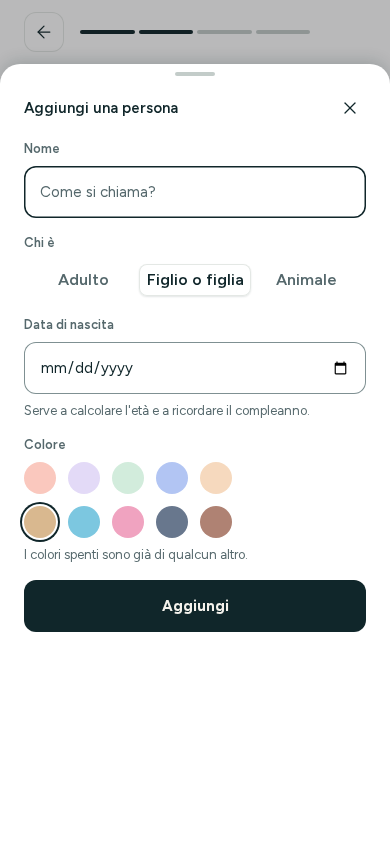 Aggiungi una persona
Nome
Come si chiama?
Chi è
Adulto Figlio o figlia Animale
Data di nascita
mm/dd/yyyy
Serve a calcolare l'età e a ricordare il compleanno.
Colore
I colori spenti sono già di qualcun altro.
Aggiungi